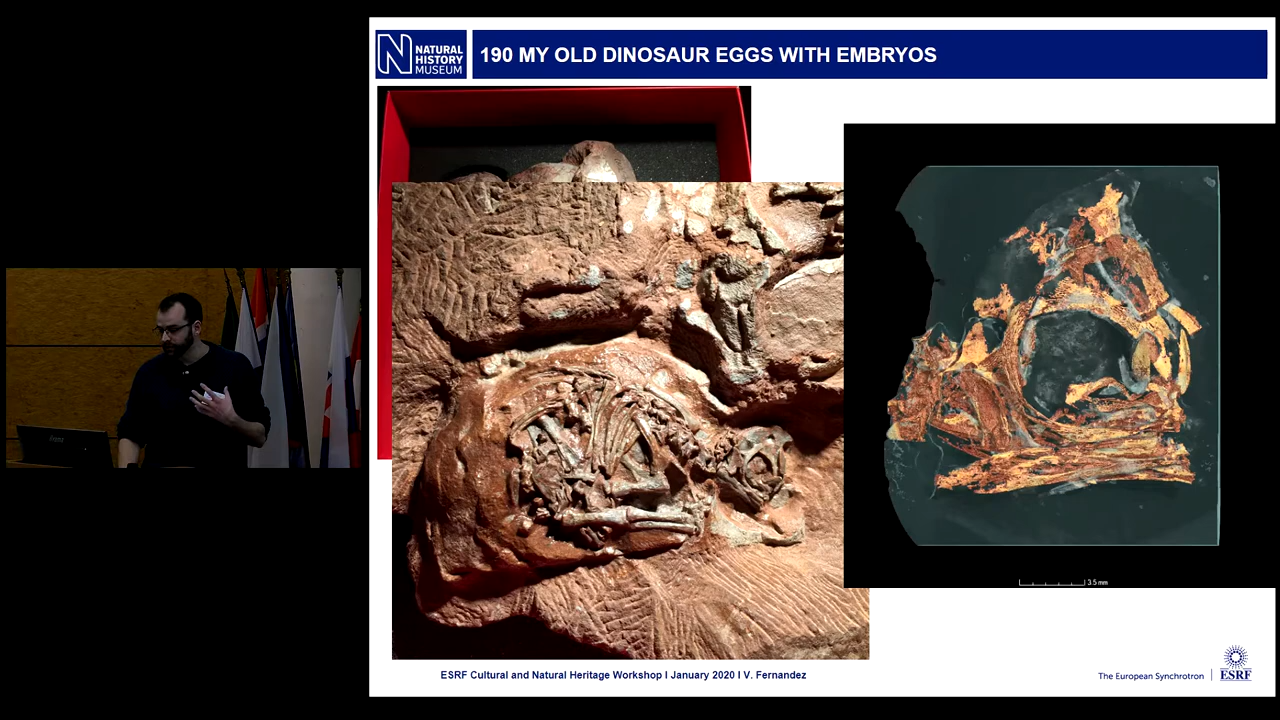 NATURAL
HISTORY
MUSEUM
190 MY OLD DINOSAUR EGGS WITH EMBRYOS
3.5 mm
ESRF Cultural and Natural Heritage Workshop I January 2020 I V. Fernandez
The European Synchrotron
ESRF